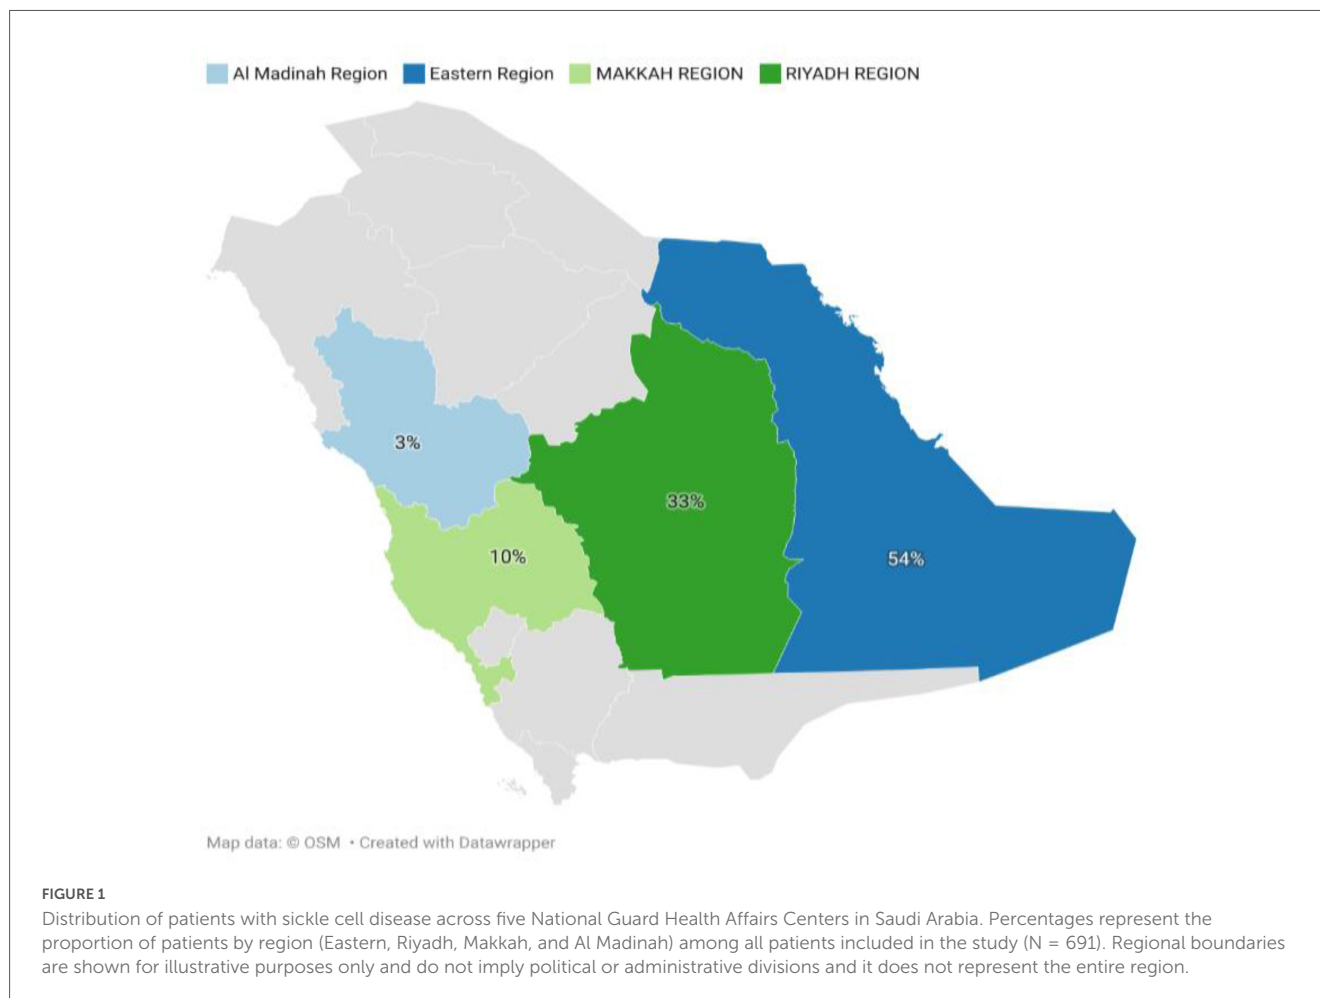 Al Madinah Region Eastern Region MAKKAH REGION RIYADH REGION
3%
33%
10%
54%
Map data: © OSM • Created with Datawrapper
FIGURE 1
Distribution of patients with sickle cell disease across five National Guard Health Affairs Centers in Saudi Arabia. Percentages represent the
proportion of patients by region (Eastern, Riyadh, Makkah, and Al Madinah) among all patients included in the study (N = 691). Regional boundaries
are shown for illustrative purposes only and do not imply political or administrative divisions and it does not represent the entire region.